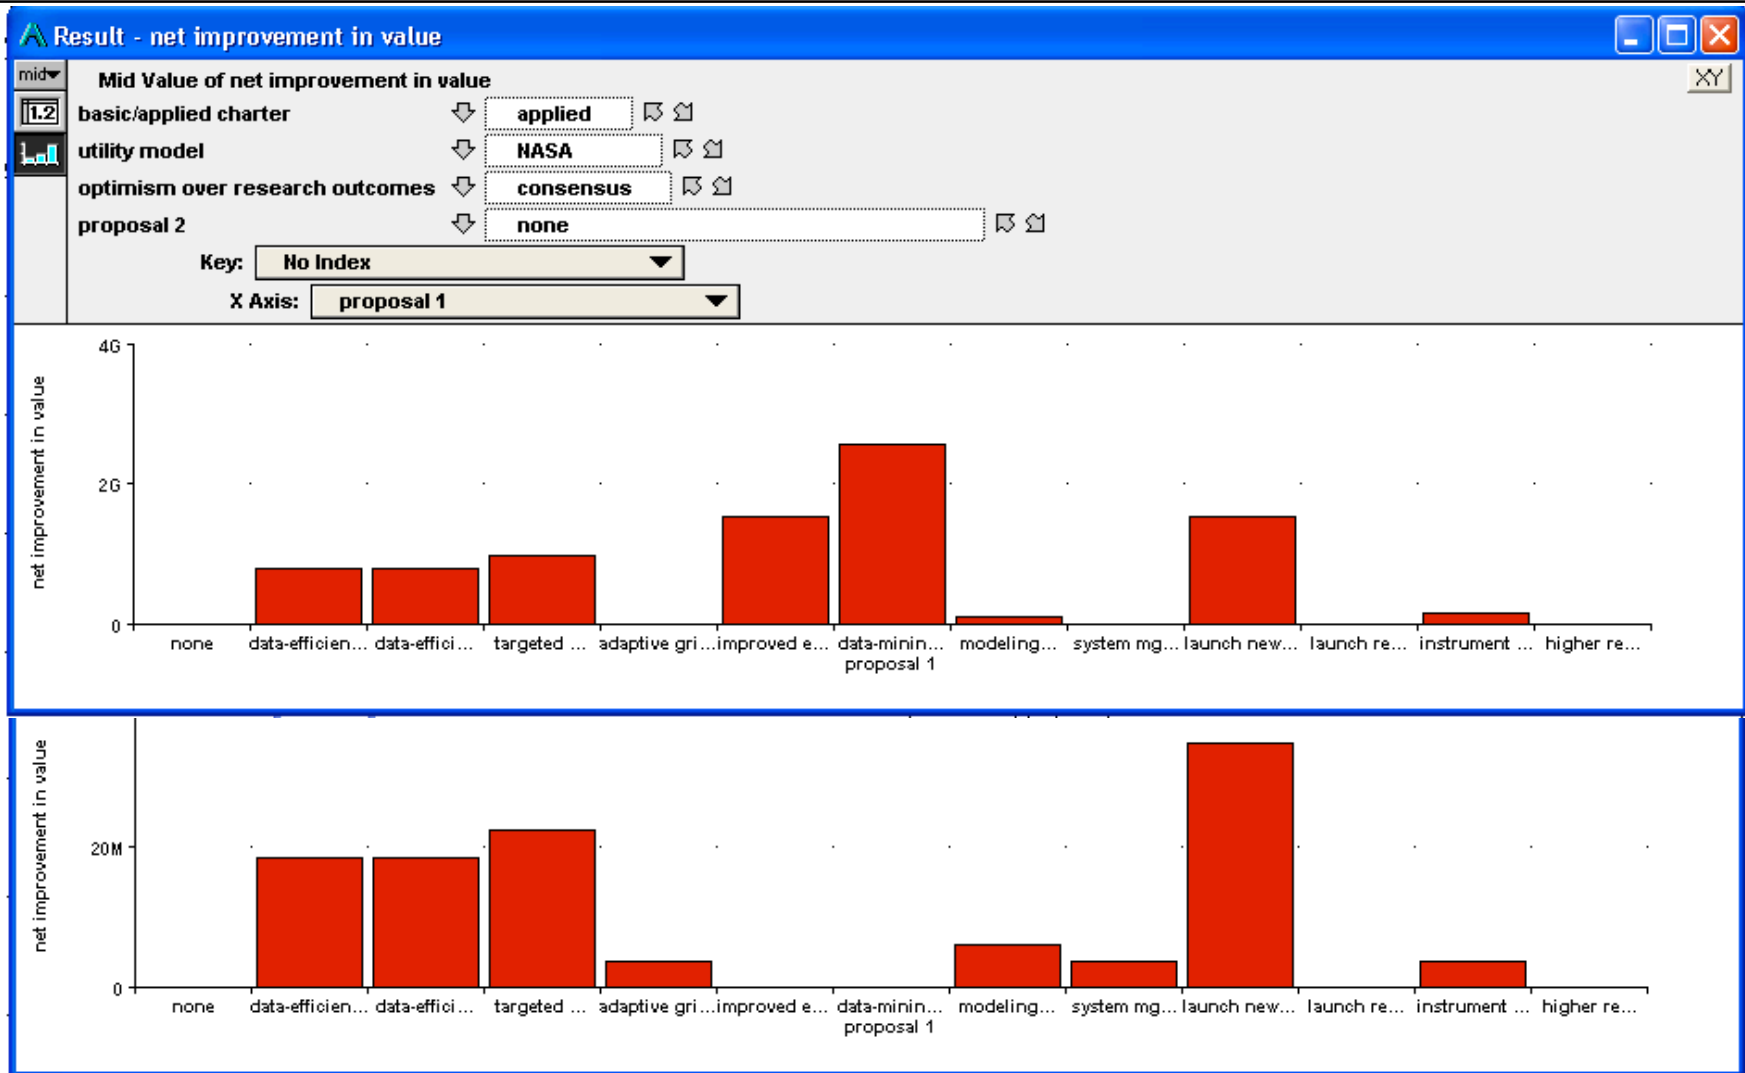 Result - net improvement in value
mid
Mid Value of net improvement in value
XY
1.2
basic/applied charter applied
utility model NASA
optimism over research outcomes consensus
proposal 2 none
Key: No Index
X Axis: proposal 1
net improvement in value
4G
2G
0
none data-efficien... data-effici... targeted ... adaptive gri... improved e... data-minin... modeling... system mg... launch new... launch re... instrument ... higher re...
proposal 1
net improvement in value
20M
0
none data-efficien... data-effici... targeted ... adaptive gri... improved e... data-minin... modeling... system mg... launch new... launch re... instrument ... higher re...
proposal 1